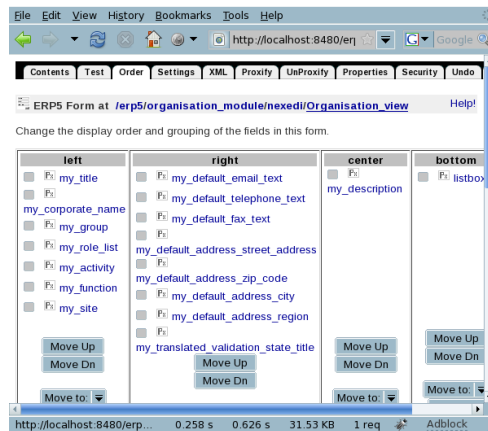 File Edit View History Bookmarks Tools Help
http://localhost:8480/erp Google
Contents Test Order Settings XML Proxify UnProxify Properties Security Undo
ERP5 Form at /erp5/organisation_module/nexedi/Organisation_view Help!
Change the display order and grouping of the fields in this form.
left
my_title
my_corporate_name
my_group
my_role_list
my_activity
my_function
my_site
Move Up
Move Dn
Move to:
right
my_default_email_text
my_default_telephone_text
my_default_fax_text
my_default_address_street_address
my_default_address_zip_code
my_default_address_city
my_default_address_region
my_translated_validation_state_title
Move Up
Move Dn
center
my_description
Move Up
Move Dn
Move to:
bottom
listbox
Move Up
Move Dn
Move to:
http://localhost:8480/erp... 0.258 s 0.626 s 31.53 KB 1 req Adblock